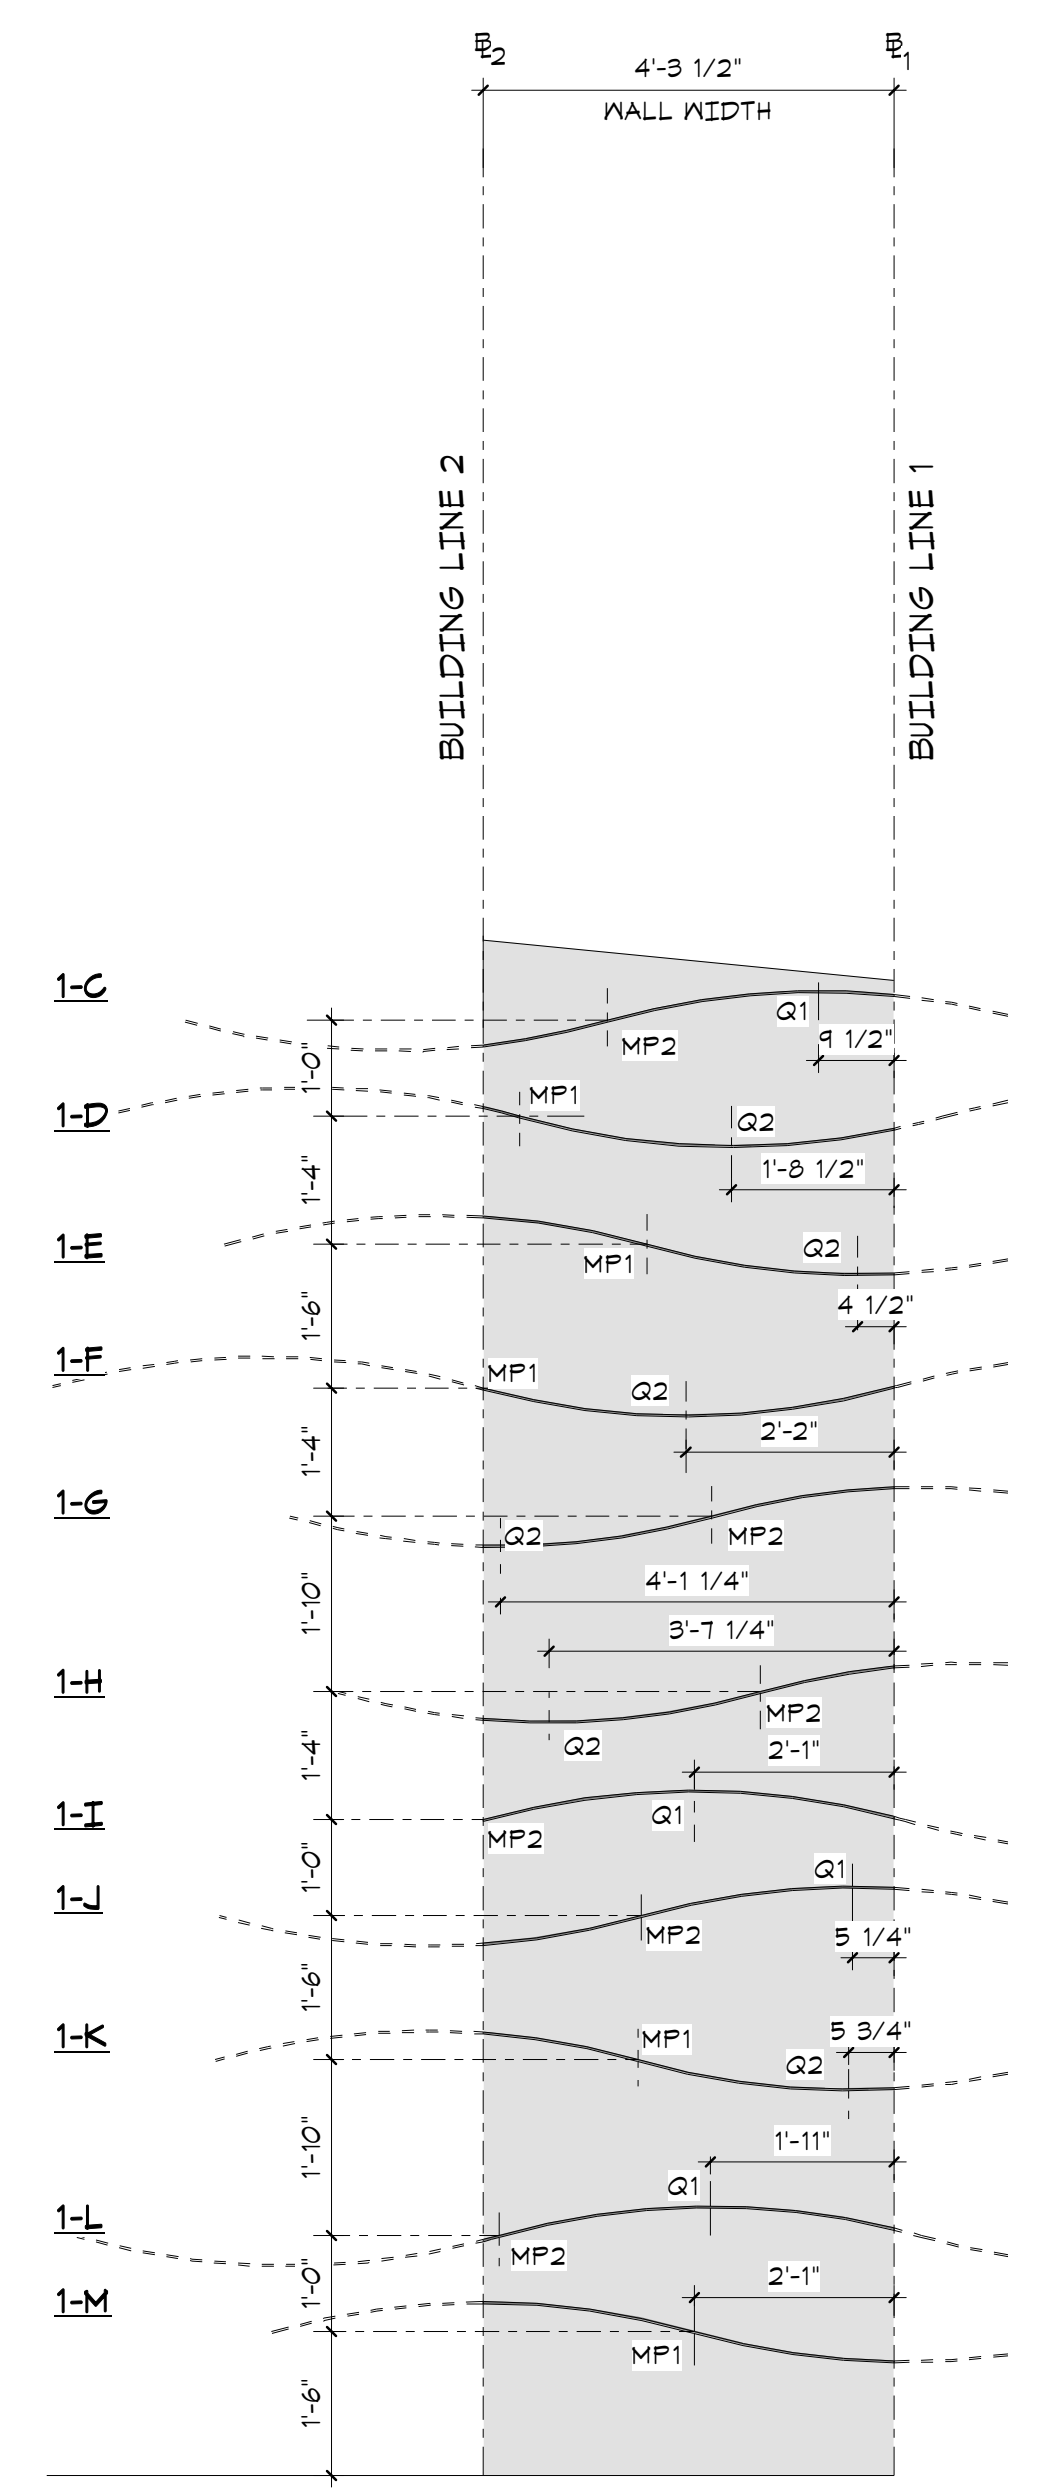 BL2
BL1
4'-3 1/2"
WALL WIDTH
BUILDING LINE 2
BUILDING LINE 1
1-C
Q1
9 1/2"
MP2
1'-0"
1-D
MP1
Q2
1'-8 1/2"
1'-4"
1-E
MP1
Q2
4 1/2"
1'-6"
1-F
MP1
Q2
2'-2"
1'-4"
1-G
Q2
MP2
4'-1 1/4"
1'-10"
3'-7 1/4"
1-H
MP2
Q2
2'-1"
1'-4"
1-I
Q1
MP2
1'-0"
1-J
Q1
MP2
5 1/4"
1'-6"
1-K
MP1
5 3/4"
Q2
1'-10"
1'-11"
Q1
1-L
MP2
1'-0"
2'-1"
1-M
MP1
1'-6"